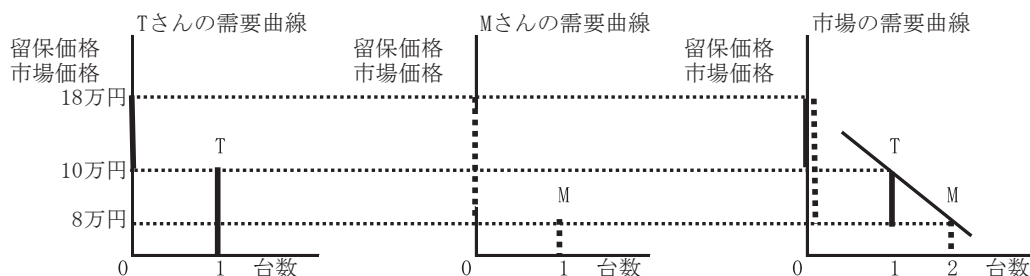 Tさんの需要曲線
留保価格
市場価格
18万円
10万円
8万円
T
0
1
台数
Mさんの需要曲線
留保価格
市場価格
M
0
1
台数
市場の需要曲線
留保価格
市場価格
T
M
0
1
2
台数